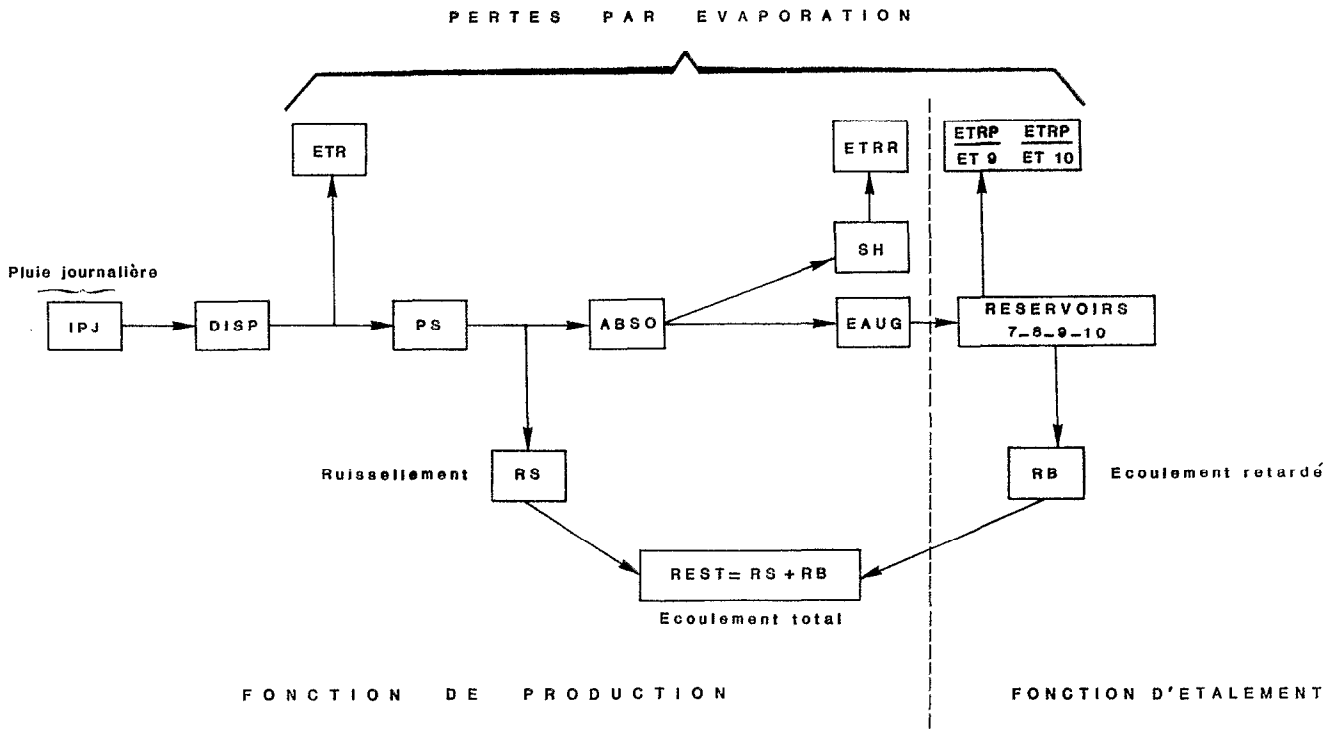 PERTES PAR EVAPORATION
ETR
ETRR
ETRP ETRP
ET 9 ET 10
SH
Pluie journalière
IPJ
DISP
PS
ABSO
EAUG
RESERVOIRS
7-8-9-10
Ruissellement
RS
RB
Ecoulement retardé
REST = RS + RB
Ecoulement total
FONCTION DE PRODUCTION
FONCTION D'ETALEMENT